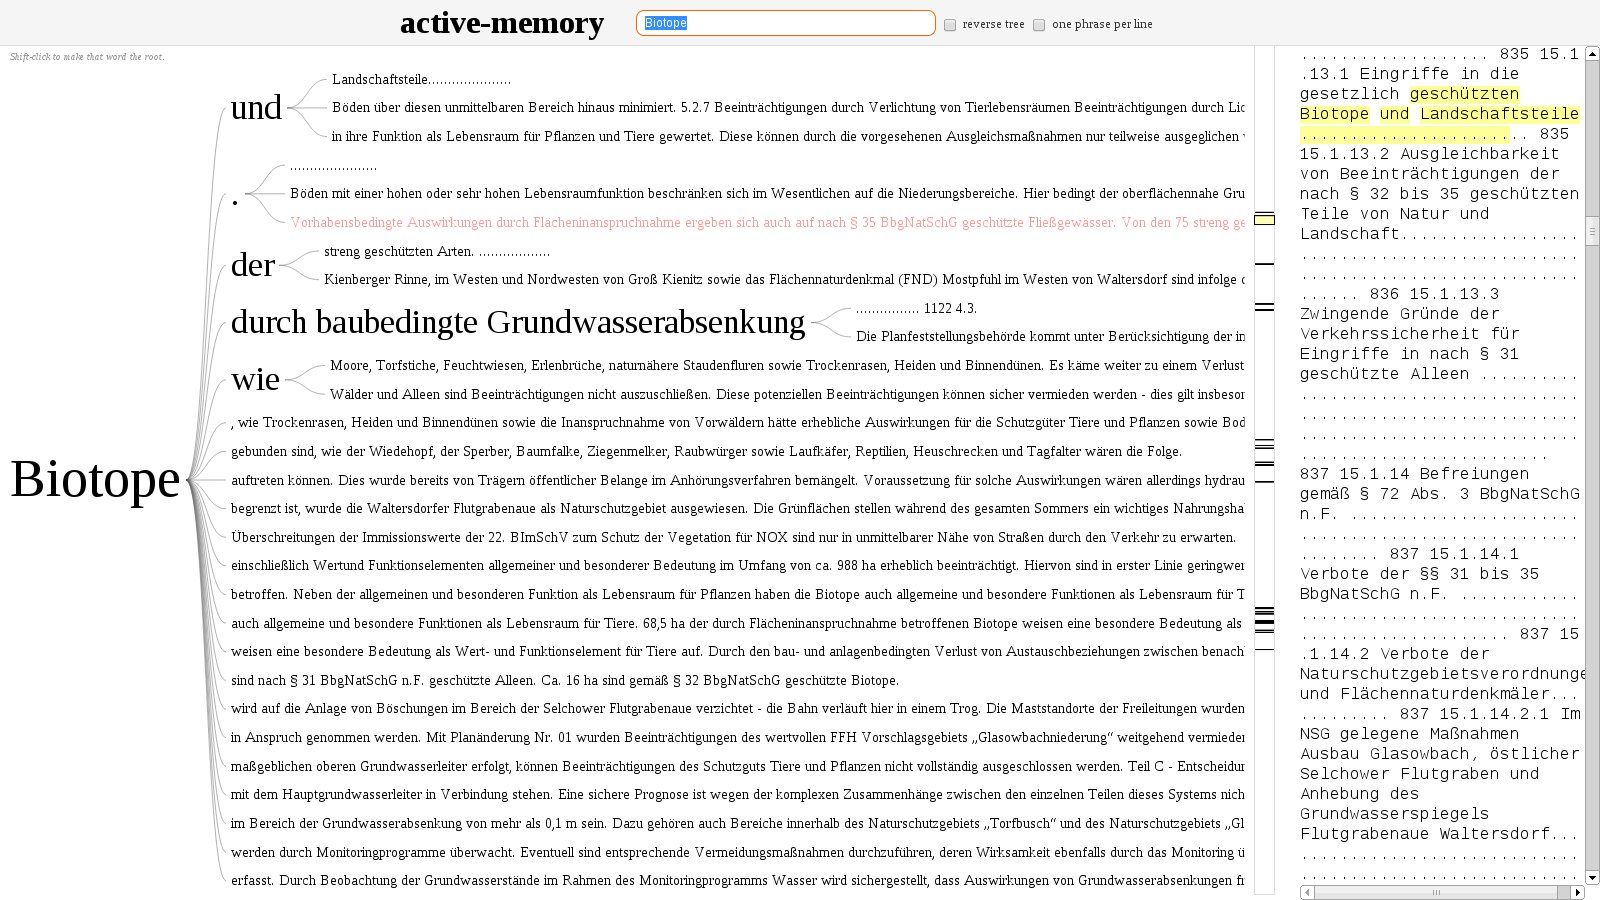 active-memory
Biotope
reverse tree
one phrase per line
Shift-click to make that word the root.
Biotope
und
Landschaftsteile.....................
Böden über diesen unmittelbaren Bereich hinaus minimiert. 5.2.7 Beeinträchtigungen durch Verlichtung von Tierlebensräumen Beeinträchtigungen durch Lic
in ihre Funktion als Lebensraum für Pflanzen und Tiere gewertet. Diese können durch die vorgesehenen Ausgleichsmaßnahmen nur teilweise ausgeglichen
.
......................
Böden mit einer hohen oder sehr hohen Lebensraumfunktion beschränken sich im Wesentlichen auf die Niederungsbereiche. Hier bedingt der oberflächennahe Gru
Vorhabensbedingte Auswirkungen durch Flächeninanspruchnahme ergeben sich auch auf nach § 35 BbgNatSchG geschützte Fließgewässer. Von den 75 streng ge
der
streng geschützten Arten. ..................
Kienberger Rinne, im Westen und Nordwesten von Groß Kienitz sowie das Flächennaturdenkmal (FND) Mostpfuhl im Westen von Waltersdorf sind infolge
durch baubedingte Grundwasserabsenkung
................ 1122 4.3.
Die Planfeststellungsbehörde kommt unter Berücksichtigung der in
wie
Moore, Torfstiche, Feuchtwiesen, Erlenbrüche, naturnähere Staudenfluren sowie Trockenrasen, Heiden und Binnendünen. Es käme weiter zu einem Verlust
Wälder und Alleen sind Beeinträchtigungen nicht auszuschließen. Diese potenziellen Beeinträchtigungen können sicher vermieden werden - dies gilt insbesor
, wie Trockenrasen, Heiden und Binnendünen sowie die Inanspruchnahme von Vorwäldern hätte erhebliche Auswirkungen für die Schutzgüter Tiere und Pflanzen sowie Bod
gebunden sind, wie der Wiedehopf, der Sperber, Baumfalke, Ziegenmelker, Raubwürger sowie Laufkäfer, Reptilien, Heuschrecken und Tagfalter wären die Folge.
auftreten können. Dies wurde bereits von Trägern öffentlicher Belange im Anhörungsverfahren bemängelt. Voraussetzung für solche Auswirkungen wären allerdings hydrau
begrenzt ist, wurde die Waltersdorfer Flutgrabenaue als Naturschutzgebiet ausgewiesen. Die Grünflächen stellen während des gesamten Sommers ein wichtiges Nahrungsha
Überschreitungen der Immissionswerte der 22. BImSchV zum Schutz der Vegetation für NOX sind nur in unmittelbarer Nähe von Straßen durch den Verkehr zu erwarten.
einschließlich Wertund Funktionselementen allgemeiner und besonderer Bedeutung im Umfang von ca. 988 ha erheblich beeinträchtigt. Hiervon sind in erster Linie geringwer
betroffen. Neben der allgemeinen und besonderen Funktion als Lebensraum für Pflanzen haben die Biotope auch allgemeine und besondere Funktionen als Lebensraum für T
auch allgemeine und besondere Funktionen als Lebensraum für Tiere. 68,5 ha der durch Flächeninanspruchnahme betroffenen Biotope weisen eine besondere Bedeutung als
weisen eine besondere Bedeutung als Wert- und Funktionselement für Tiere auf. Durch den bau- und anlagenbedingten Verlust von Austauschbeziehungen zwischen benach
sind nach § 31 BbgNatSchG n.F. geschützte Alleen. Ca. 16 ha sind gemäß § 32 BbgNatSchG geschützte Biotope.
wird auf die Anlage von Böschungen im Bereich der Selchower Flutgrabenaue verzichtet - die Bahn verläuft hier in einem Trog. Die Maststandorte der Freileitungen wurden
in Anspruch genommen werden. Mit Planänderung Nr. 01 wurden Beeinträchtigungen des wertvollen FFH Vorschlagsgebiets „Glasowbachniederung“ weitgehend vermieden
maßgeblichen oberen Grundwasserleiter erfolgt, können Beeinträchtigungen des Schutzguts Tiere und Pflanzen nicht vollständig ausgeschlossen werden. Teil C - Entscheidun
mit dem Hauptgrundwasserleiter in Verbindung stehen. Eine sichere Prognose ist wegen der komplexen Zusammenhänge zwischen den einzelnen Teilen dieses Systems nich
im Bereich der Grundwasserabsenkung von mehr als 0,1 m sein. Dazu gehören auch Bereiche innerhalb des Naturschutzgebiets „Torfbusch“ und des Naturschutzgebiets „Gl
werden durch Monitoringprogramme überwacht. Eventuell sind entsprechende Vermeidungsmaßnahmen durchzuführen, deren Wirksamkeit ebenfalls durch das Monitoring ü
erfasst. Durch Beobachtung der Grundwasserstände im Rahmen des Monitoringprogramms Wasser wird sichergestellt, dass Auswirkungen von Grundwasserabsenkungen fr
................... 835 15.1
.13.1 Eingriffe in die
gesetzlich geschützten
Biotope und Landschaftsteile
....................... 835
15.1.13.2 Ausgleichbarkeit
von Beeinträchtigungen der
nach § 32 bis 35 geschützten
Teile von Natur und
Landschaft..................
............................
............................
...... 836 15.1.13.3
Zwingende Gründe der
Verkehrssicherheit für
Eingriffe in nach § 31
geschützte Alleen ..........
............................
............................
............................
.........................
837 15.1.14 Befreiungen
gemäß § 72 Abs. 3 BbgNatSchG
n.F. .......................
............................
........ 837 15.1.14.1
Verbote der §§ 31 bis 35
BbgNatSchG n.F. ............
............................
..................... 837 15
.1.14.2 Verbote der
Naturschutzgebietsverordnunge
und Flächennaturdenkmäler...
......... 837 15.1.14.2.1 Im
NSG gelegene Maßnahmen
Ausbau Glasowbach, östlicher
Selchower Flutgraben und
Anhebung des
Grundwasserspiegels
Flutgrabenaue Waltersdorf...
............................
............................